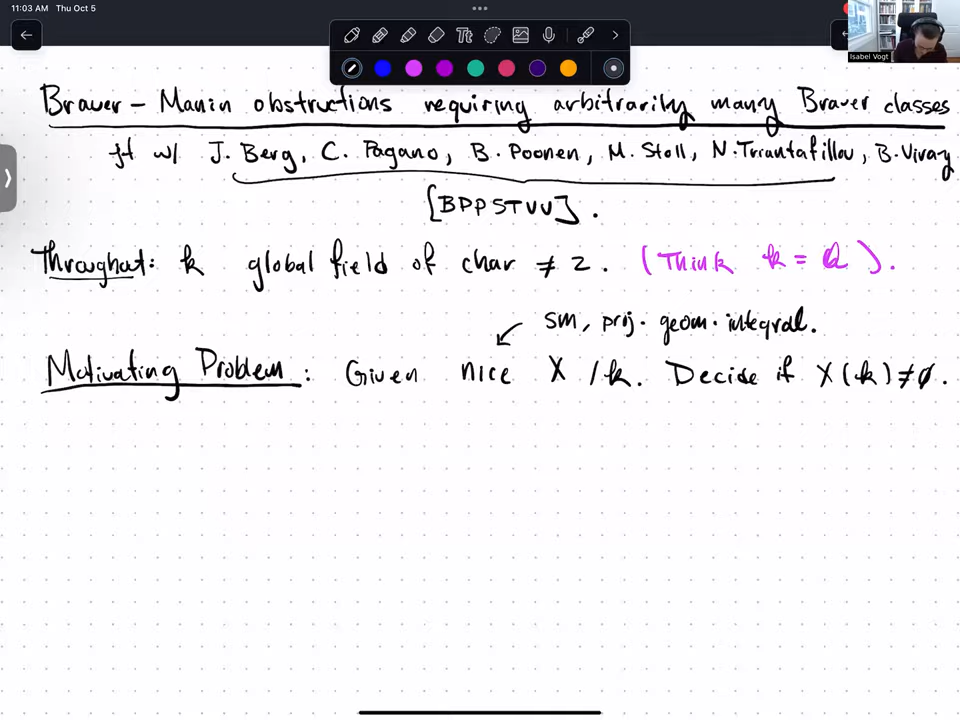 11:03 AM Thu Oct 5
Isabel Vogt
Brauer - Manin obstructions requiring arbitrarily many Brauer classes
jt w/ J. Berg, C. Pagano, B. Poonen, M. Stoll, N. Triantafillou, B. Viray
[BPPSTVV].
Throughout: k global field of char ≠ 2. (Think k = ℚ).
sm, proj. geom. integral.
Motivating Problem: Given nice X /k. Decide if X(k) ≠ ∅.